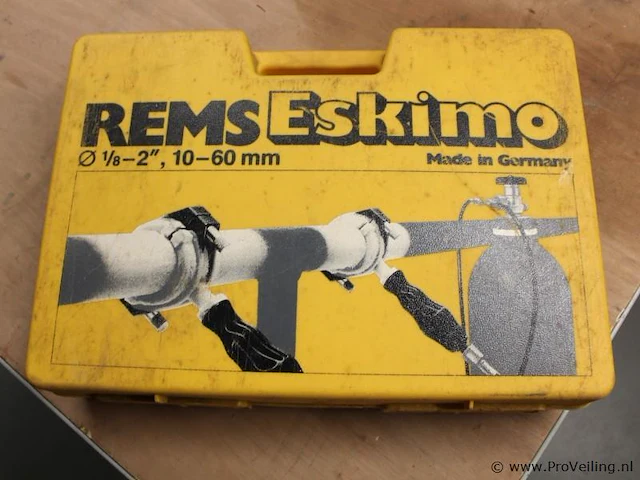 REMS Eskimo
Ø 1/8–2”, 10–60 mm Made in Germany
© www.ProVeiling.nl